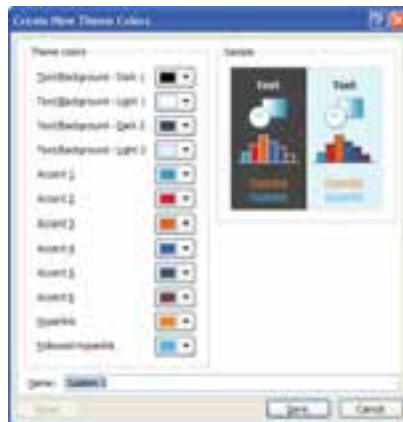 Create New Theme Colors
Theme colors
Sample
Text/Background - Dark 1
Text/Background - Light 1
Text/Background - Dark 2
Text/Background - Light 2
Accent 1
Accent 2
Accent 3
Accent 4
Accent 5
Accent 6
Hyperlink
Followed Hyperlink
Text Text
Hyperlink Hyperlink
Name: Custom 1
Save Cancel